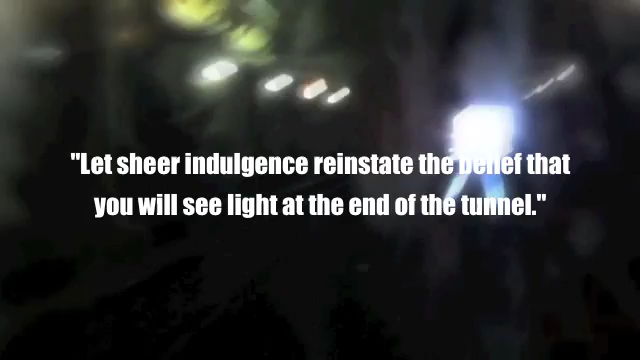 "Let sheer indulgence reinstate the belief that
you will see light at the end of the tunnel."